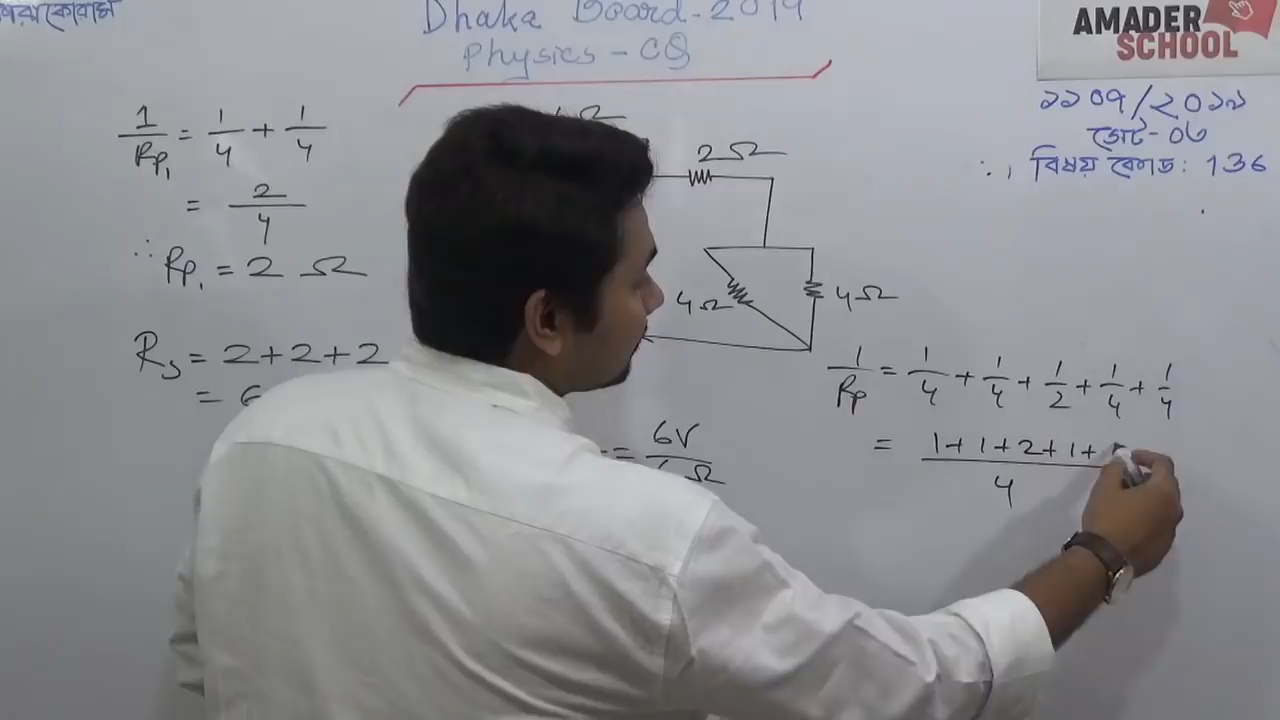 Dhaka Board-2019
Physics - CQ
AMADER
SCHOOL
১১০৭/২০১৯
সেট-০৬
∴, বিষয় কোড: 136
1/Rp₁ = 1/4 + 1/4
= 2/4
∴ Rp₁ = 2 Ω
Rs = 2+2+2
= 6
2Ω
4Ω
4Ω
= 6V/Ω
1/Rp = 1/4 + 1/4 + 1/2 + 1/4 + 1/4
= 1+1+2+1+/4